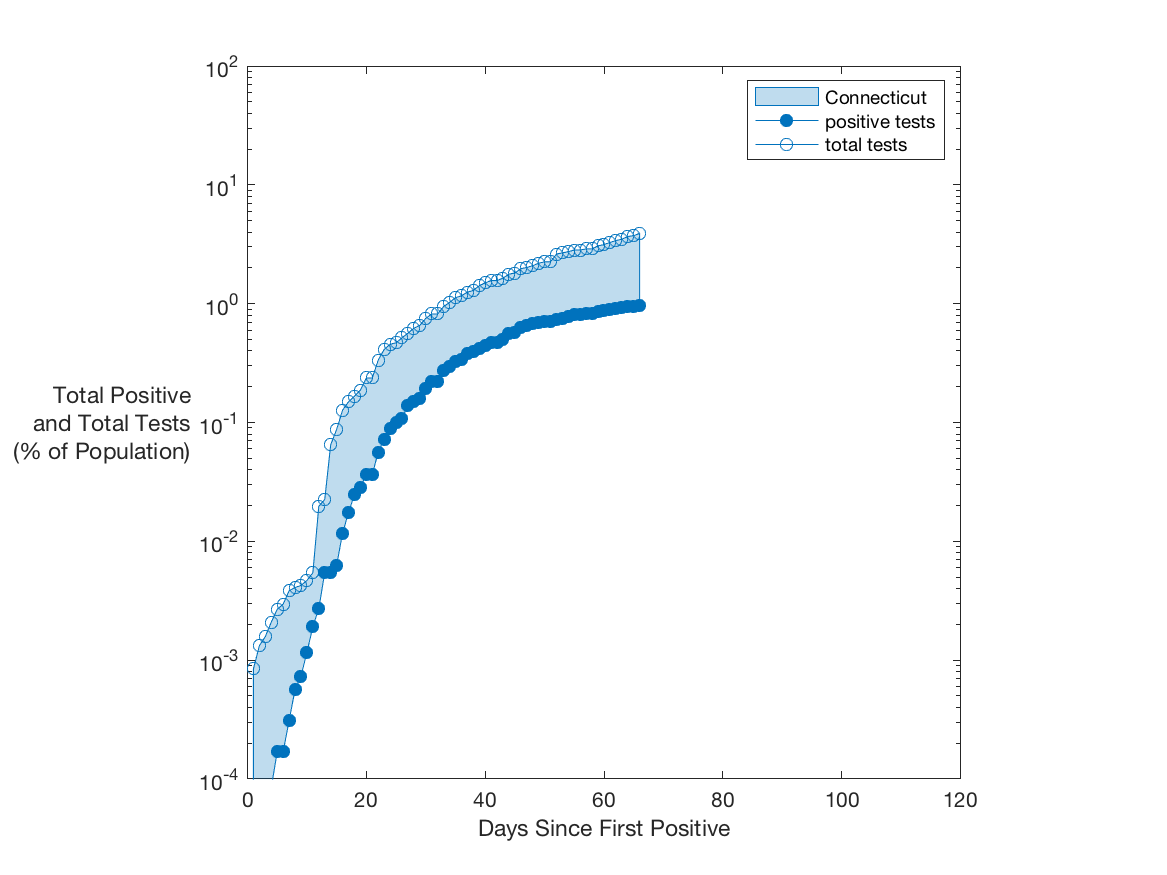 10^2
Connecticut
positive tests
total tests
10^1
10^0
Total Positive
and Total Tests
(% of Population)
10^-1
10^-2
10^-3
10^-4
0 20 40 60 80 100 120
Days Since First Positive